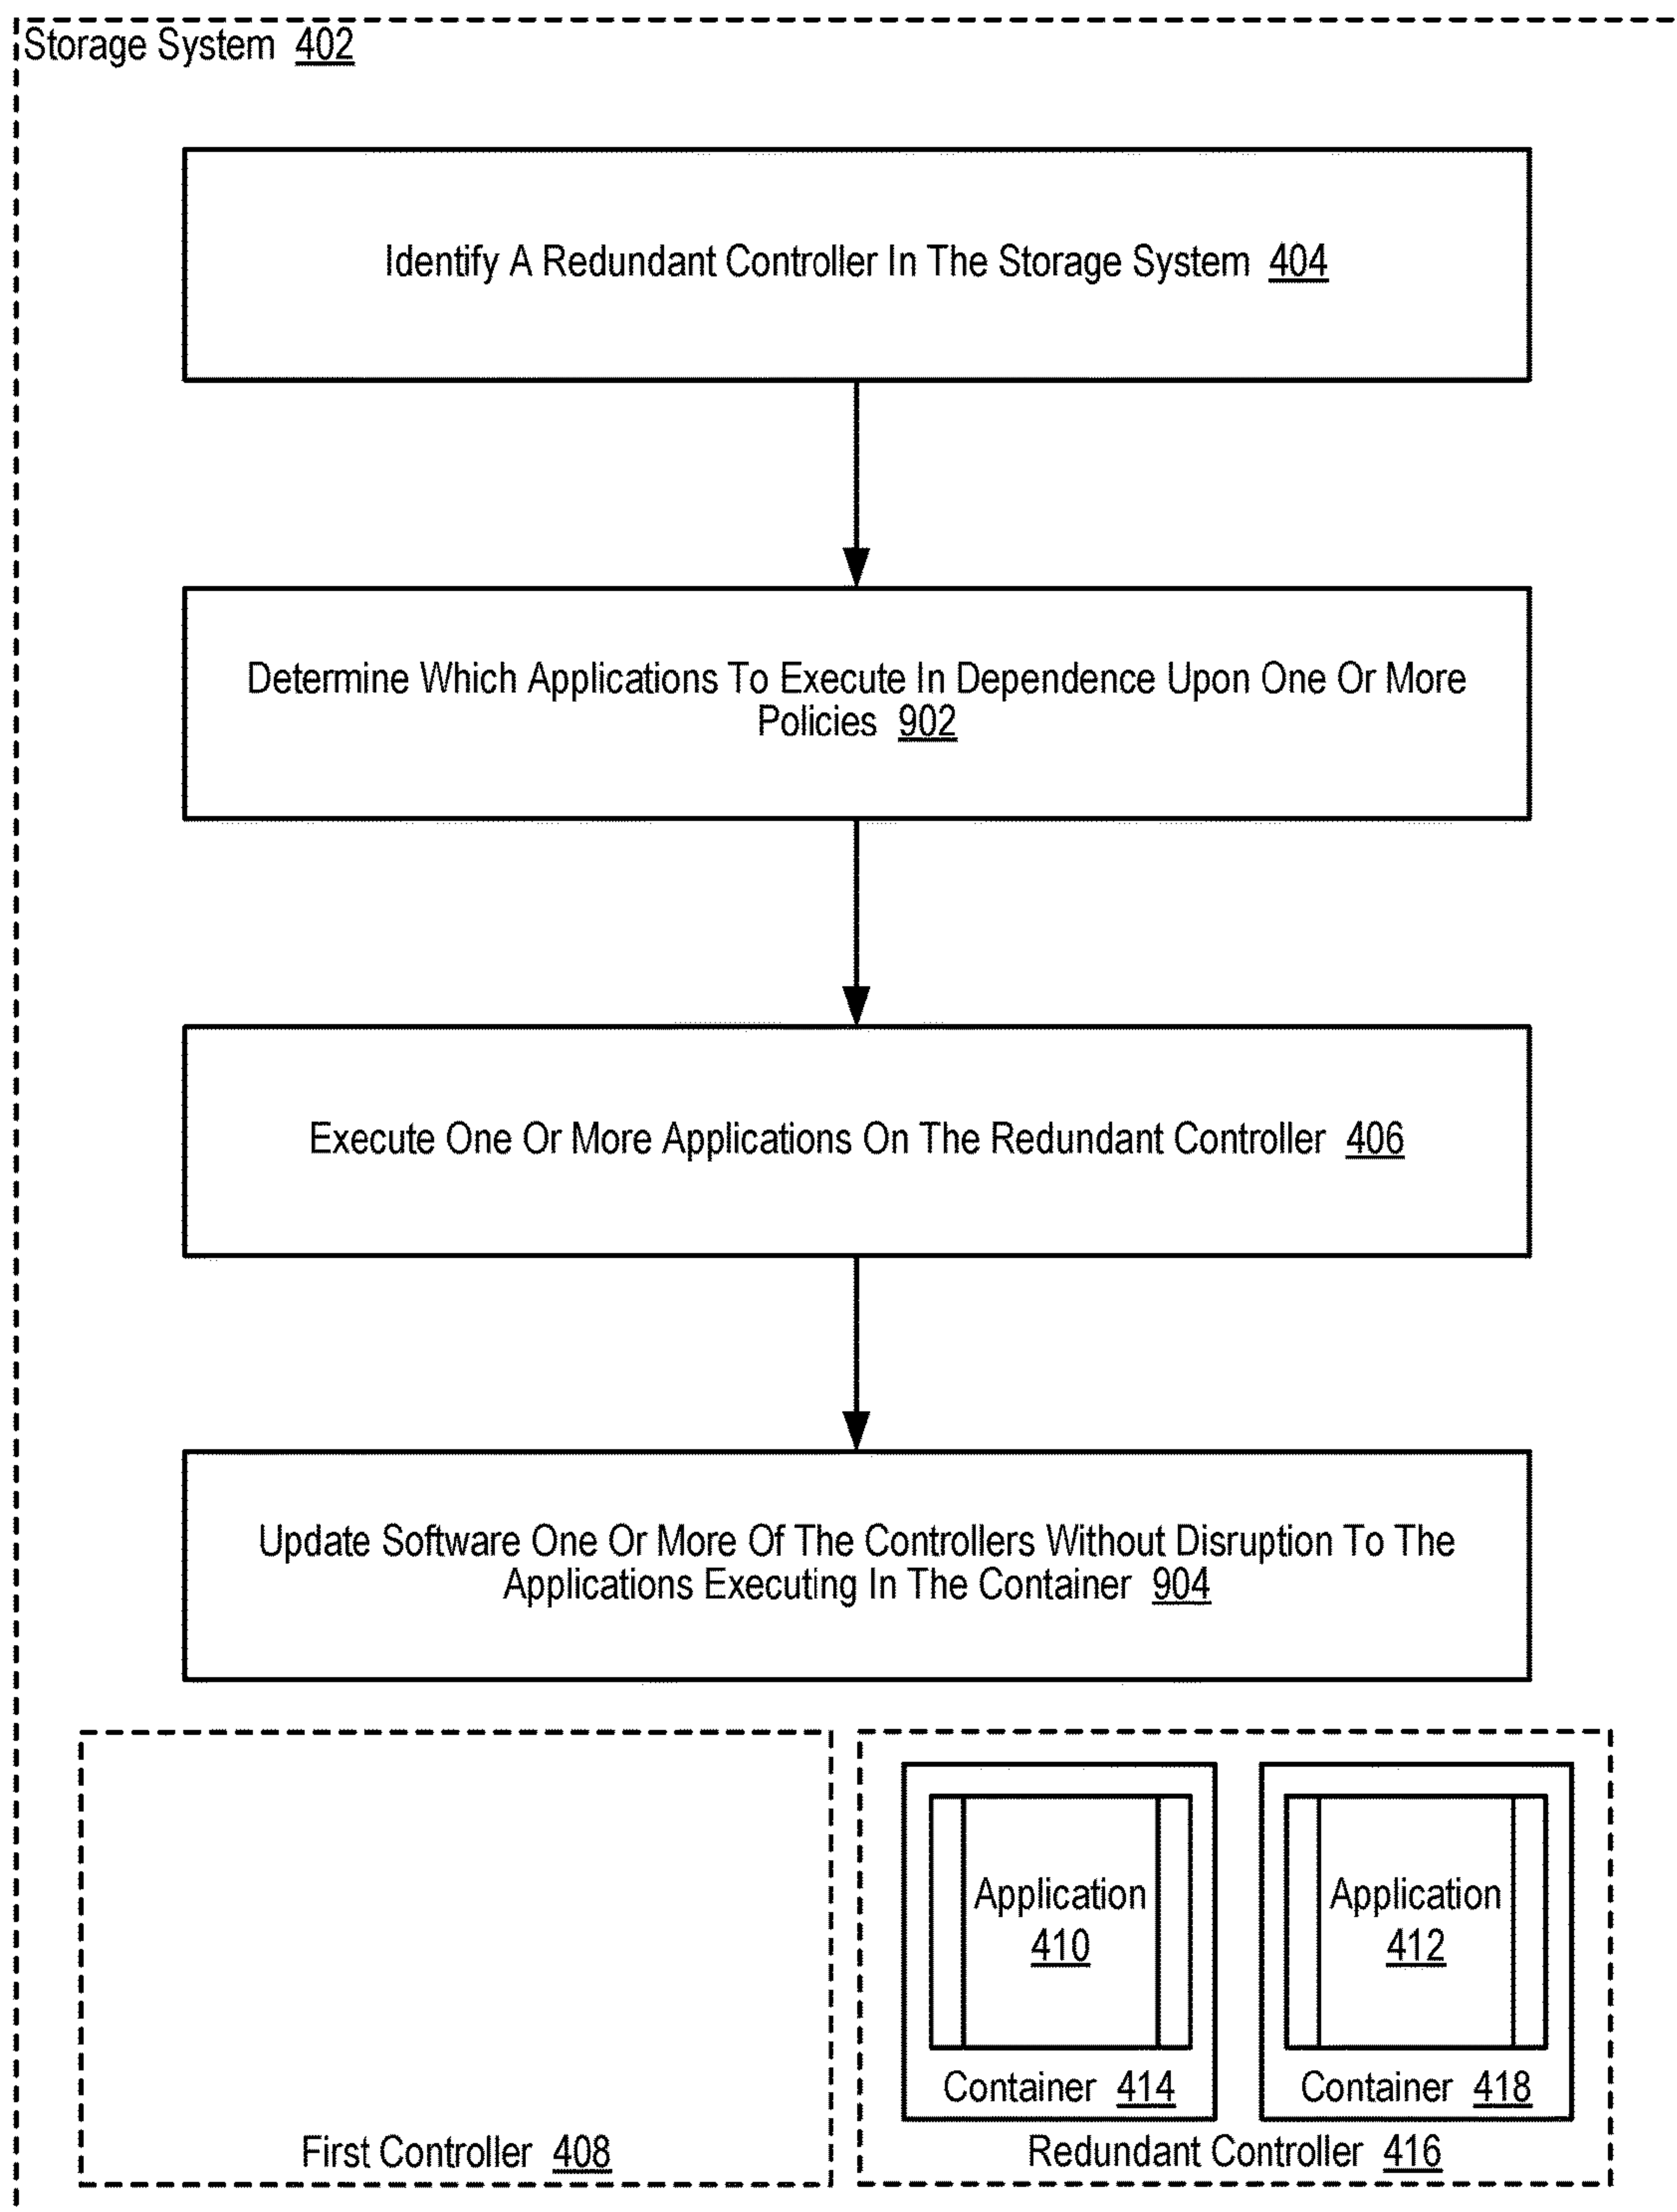 Storage System 402
Identify A Redundant Controller In The Storage System 404
Determine Which Applications To Execute In Dependence Upon One Or More
Policies 902
Execute One Or More Applications On The Redundant Controller 406
Update Software One Or More Of The Controllers Without Disruption To The
Applications Executing In The Container 904
First Controller 408
Application
410
Container 414
Application
412
Container 418
Redundant Controller 416